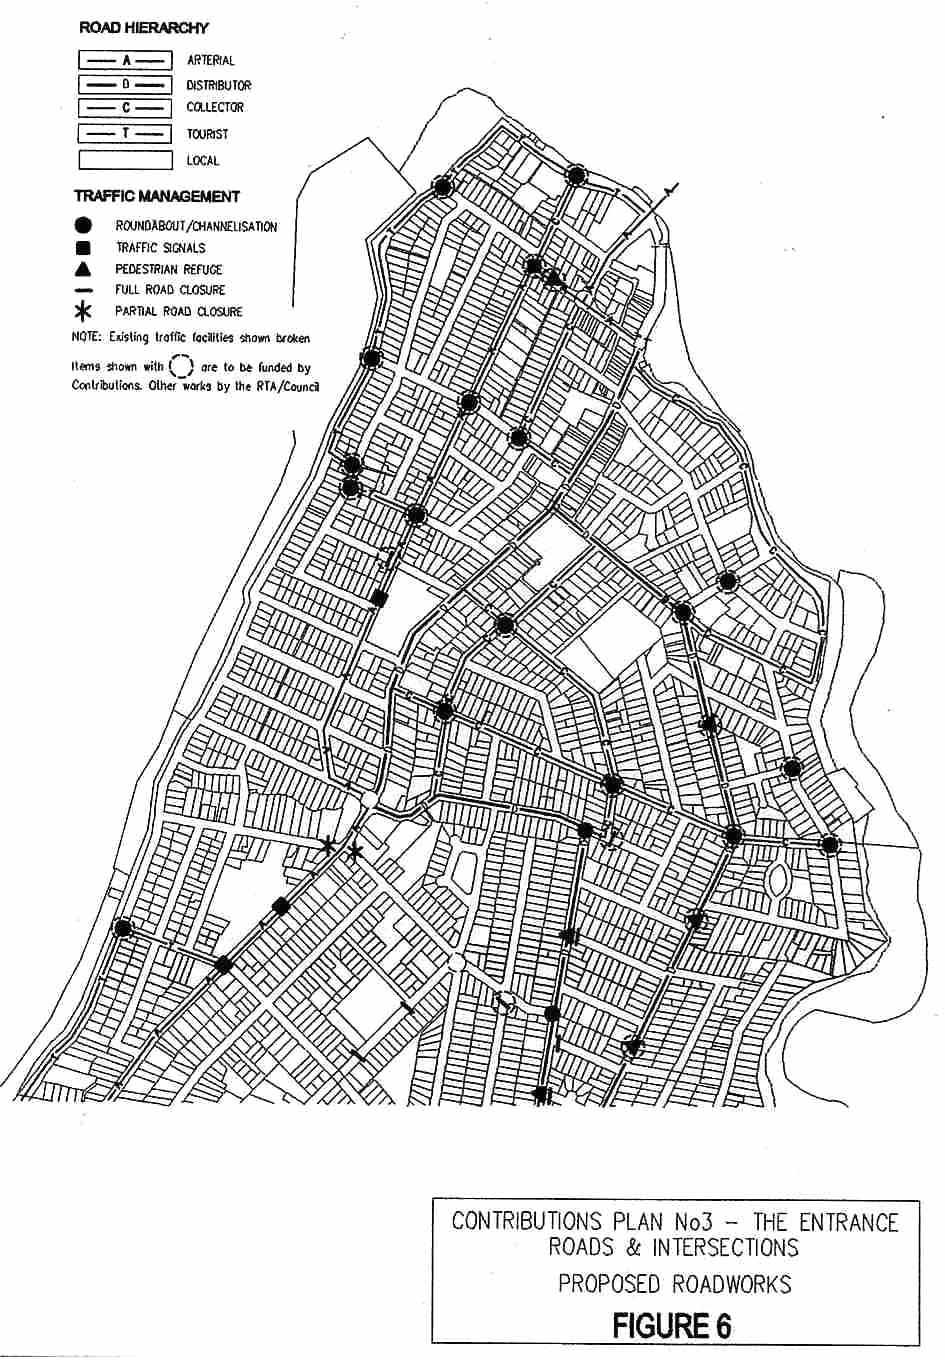 ROAD HIERARCHY
A ARTERIAL
D DISTRIBUTOR
C COLLECTOR
T TOURIST
LOCAL
TRAFFIC MANAGEMENT
ROUNDABOUT/CHANNELISATION
TRAFFIC SIGNALS
PEDESTRIAN REFUGE
FULL ROAD CLOSURE
PARTIAL ROAD CLOSURE
NOTE: Existing traffic facilities shown broken
Items shown with are to be funded by
Contributions. Other works by the RTA/Council
CONTRIBUTIONS PLAN No3 - THE ENTRANCE
ROADS & INTERSECTIONS
PROPOSED ROADWORKS
FIGURE 6